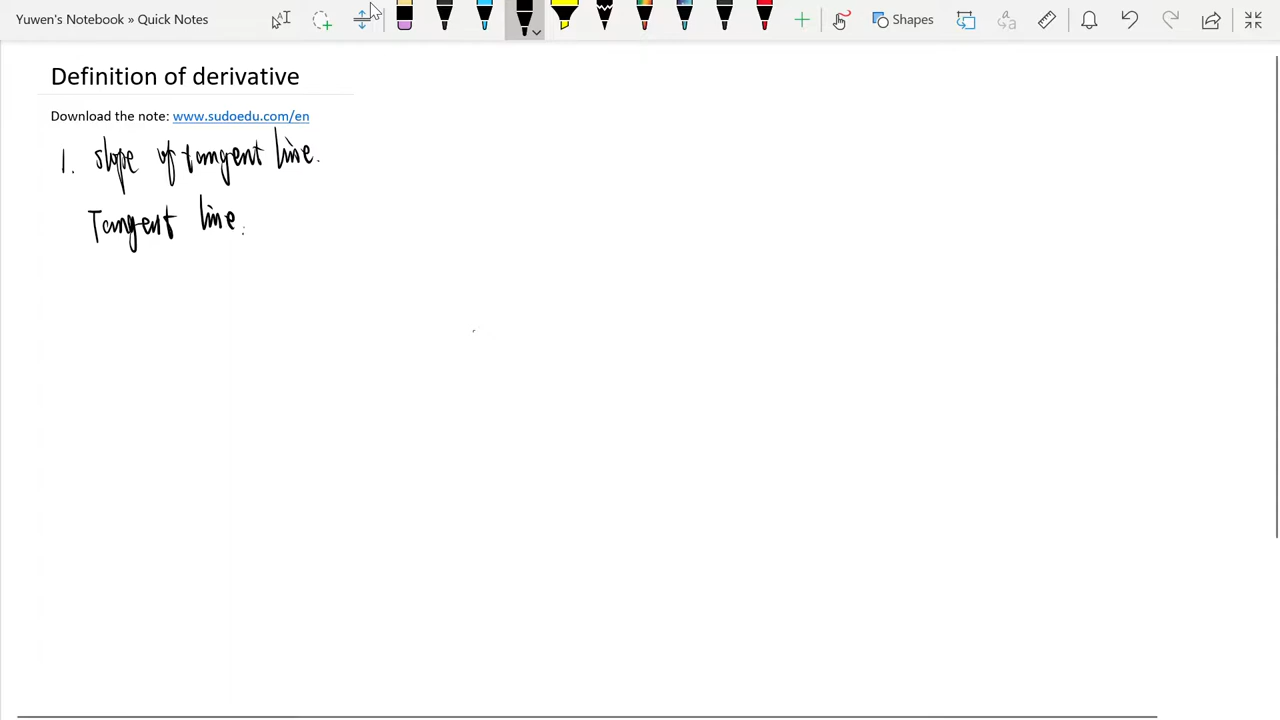 Yuwen's Notebook » Quick Notes
Shapes
Definition of derivative
Download the note: www.sudoedu.com/en
1. slope of tangent line.
Tangent line.